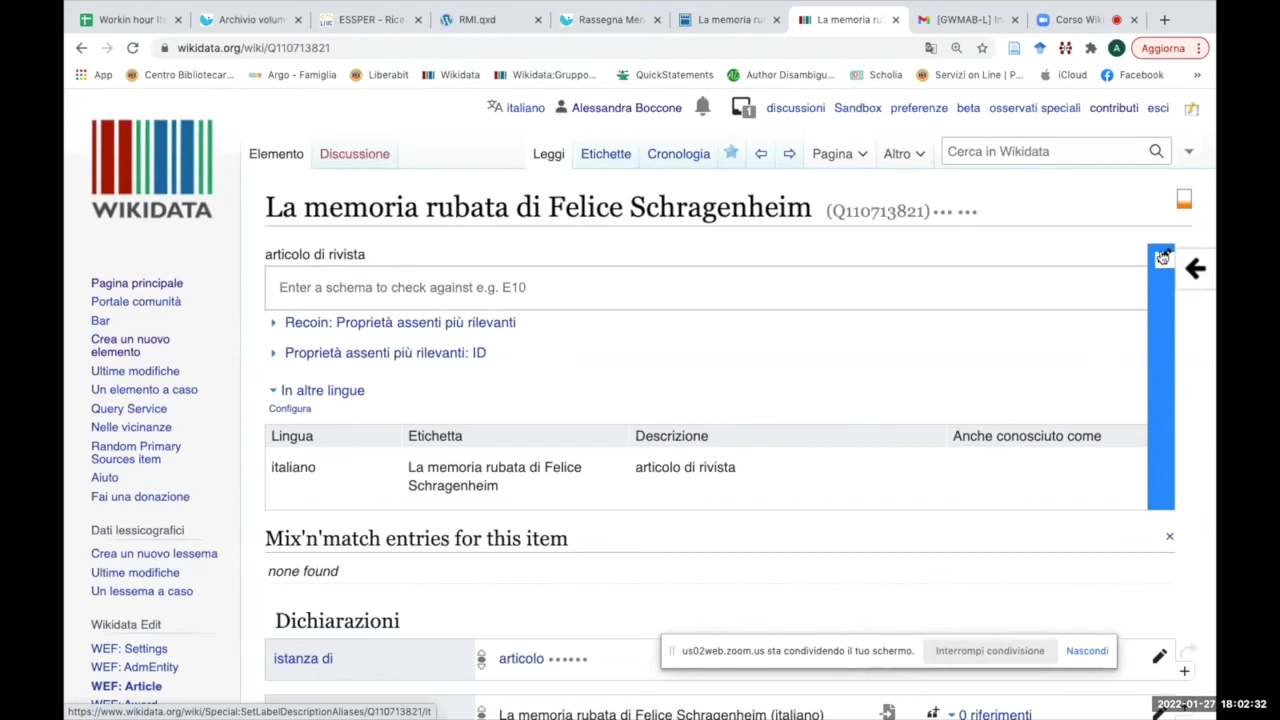 Workin hour It
Archivio volum
ESSPER - Rice
RMI.qxd
Rassegna Men
La memoria ru
La memoria ru
[GWMAB-L] I
Corso Wiki
wikidata.org/wiki/Q110713821
A
Aggiorna
App
Centro Bibliotecar...
Argo - Famiglia
Liberabit
Wikidata
Wikidata:Gruppo...
QuickStatements
Author Disambigu...
Scholia
Servizi on Line | P...
iCloud
Facebook
»
italiano
Alessandra Boccone
1
discussioni
Sandbox
preferenze
beta
osservati speciali
contributi
esci
WIKIDATA
Elemento
Discussione
Leggi
Etichette
Cronologia
Pagina
Altro
Cerca in Wikidata
La memoria rubata di Felice Schragenheim (Q110713821)
articolo di rivista
Enter a schema to check against e.g. E10
Recoin: Proprietà assenti più rilevanti
Proprietà assenti più rilevanti: ID
In altre lingue
Configura
Lingua Etichetta Descrizione Anche conosciuto come
italiano La memoria rubata di Felice articolo di rivista
Schragenheim
Mix'n'match entries for this item
none found
Dichiarazioni
istanza di
articolo
La memoria rubata di Felice Schragenheim (italiano)
0 riferimenti
Pagina principale
Portale comunità
Bar
Crea un nuovo
elemento
Ultime modifiche
Un elemento a caso
Query Service
Nelle vicinanze
Random Primary
Sources item
Aiuto
Fai una donazione
Dati lessicografici
Crea un nuovo lessema
Ultime modifiche
Un lessema a caso
Wikidata Edit
WEF: Settings
WEF: AdmEntity
WEF: Article
us02web.zoom.us sta condividendo il tuo schermo.
Interrompi condivisione
Nascondi
https://www.wikidata.org/wiki/Special:SetLabelDescriptionAliases/Q110713821/it
2022-01-27 18:02:32